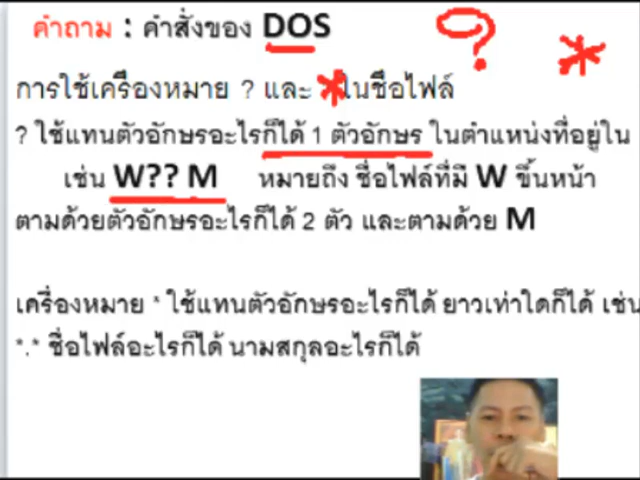 คำถาม : คำสั่งของ DOS ? *
การใช้เครื่องหมาย ? และ * ในชื่อไฟล์
? ใช้แทนตัวอักษรอะไรก็ได้ 1 ตัวอักษร ในตำแหน่งที่อยู่ใน
เช่น W?? M หมายถึง ชื่อไฟล์ที่มี W ขึ้นหน้า
ตามด้วยตัวอักษรอะไรก็ได้ 2 ตัว และตามด้วย M
เครื่องหมาย * ใช้แทนตัวอักษรอะไรก็ได้ ยาวเท่าใดก็ได้ เช่น
*.* ชื่อไฟล์อะไรก็ได้ นามสกุลอะไรก็ได้